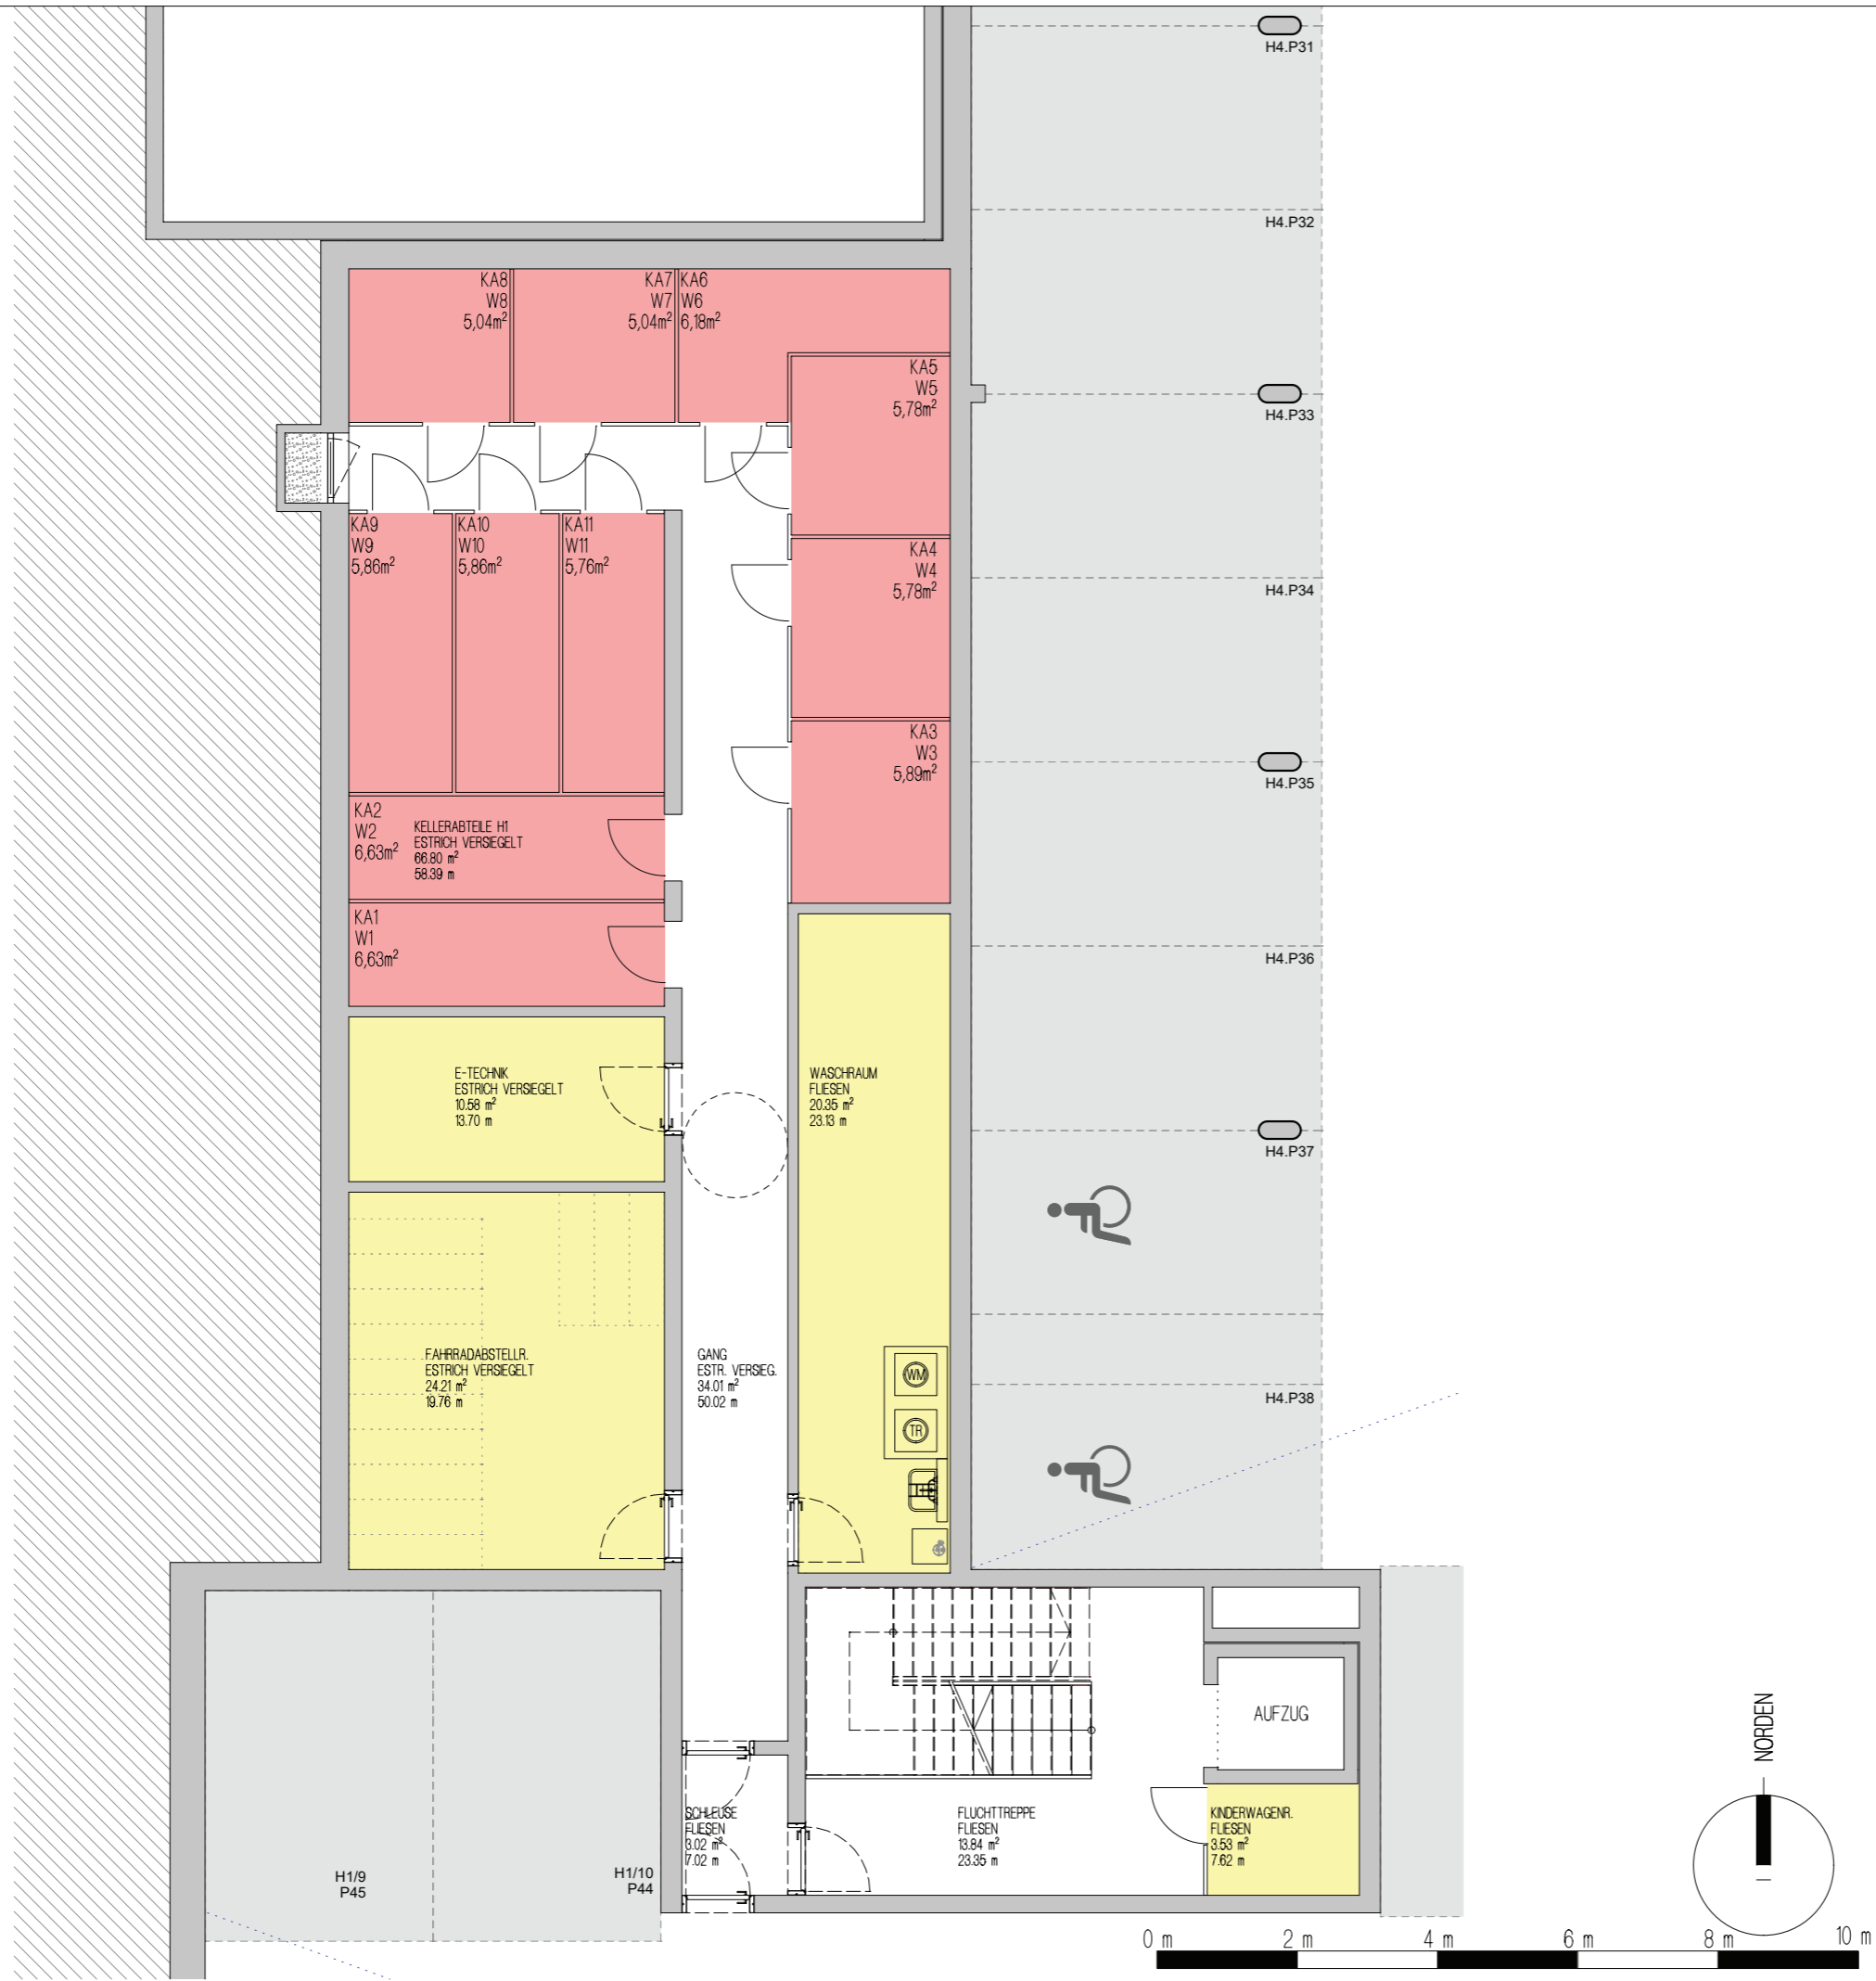 H4.P31
H4.P32
KA8
W8
5,04m²
KA7
W7
5,04m²
KA6
W6
6,18m²
KA5
W5
5,78m²
H4.P33
KA9
W9
5,86m²
KA10
W10
5,86m²
KA11
W11
5,76m²
KA4
W4
5,78m²
H4.P34
KA3
W3
5,89m²
H4.P35
KA2
W2
6,63m²
KELLERABTEILE H1
ESTRICH VERSIEGELT
66.80 m²
58.39 m
KA1
W1
6,63m²
H4.P36
E-TECHNIK
ESTRICH VERSIEGELT
10.58 m²
13.70 m
WASCHRAUM
FLIESEN
20.35 m²
23.13 m
H4.P37
FAHRRADABSTELLR.
ESTRICH VERSIEGELT
24.21 m²
19.76 m
GANG
ESTR. VERSIEG.
34.01 m²
50.02 m
WM
TR
H4.P38
AUFZUG
NORDEN
SCHLEUSE
FLIESEN
3.02 m²
7.02 m
FLUCHTTREPPE
FLIESEN
13.84 m²
23.35 m
KINDERWAGENR.
FLIESEN
3.53 m²
7.62 m
H1/9
P45
H1/10
P44
0 m 2 m 4 m 6 m 8 m 10 m